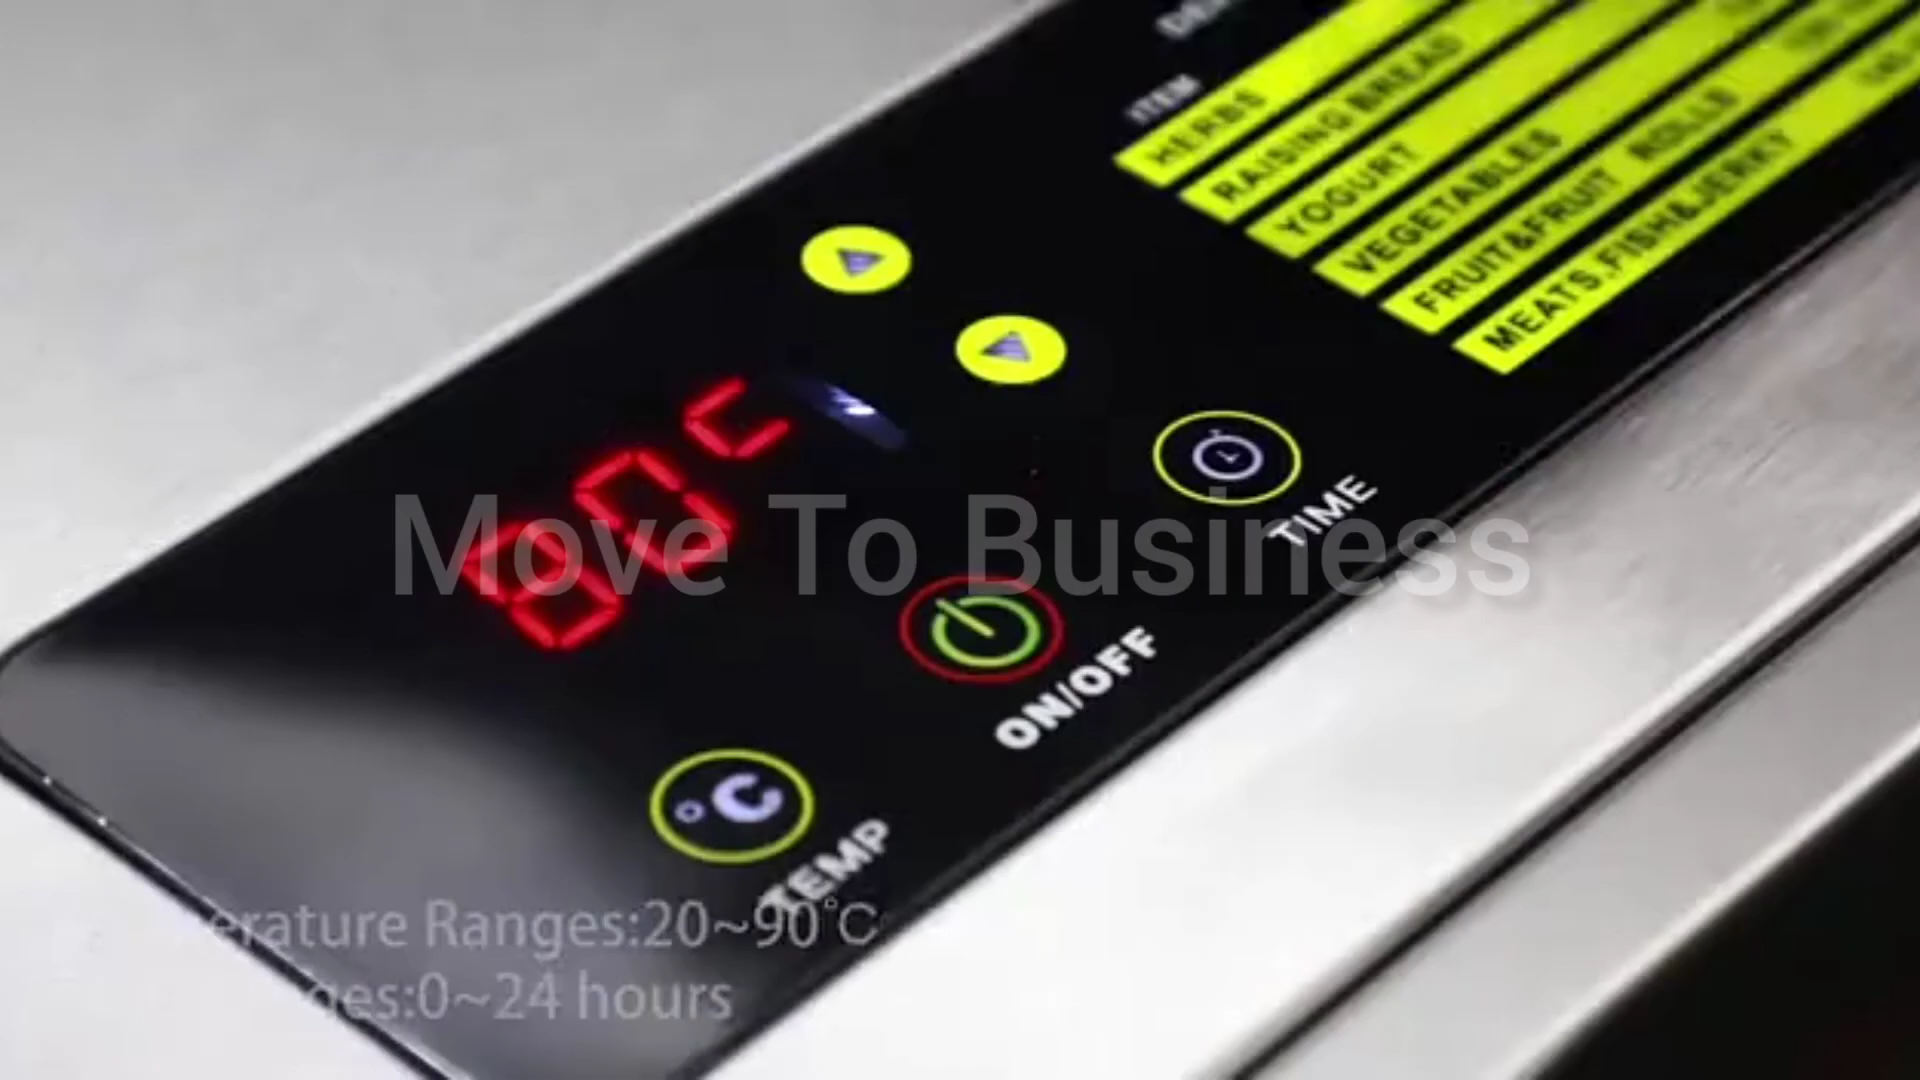 ITEM
HERBS
RAISING BREAD
YOGURT
VEGETABLES
FRUIT&FRUIT ROLLS
MEATS.FISH&JERKY
80c
TIME
Move To Business
ON/OFF
°C
TEMP
erature Ranges:20~90°C
ges:0~24 hours